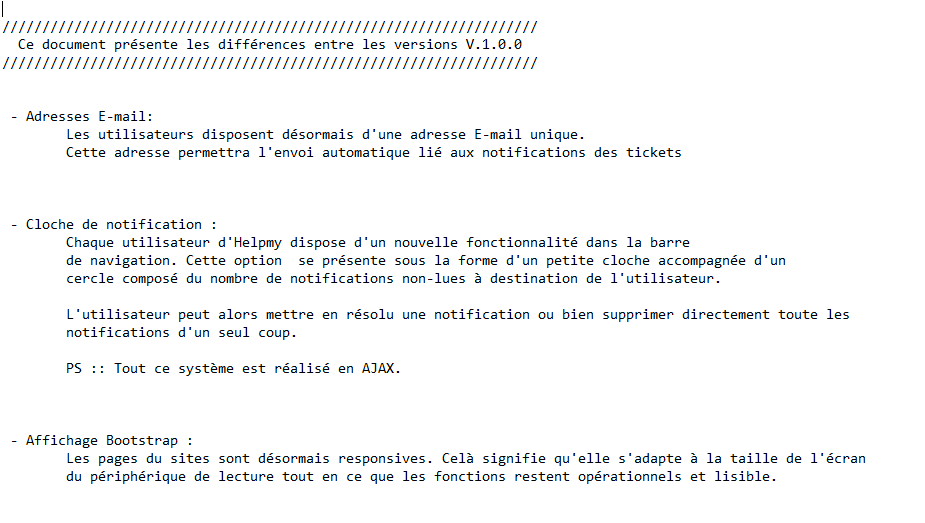 ///////////////////////////////////////////////////////////////////
Ce document présente les différences entre les versions V.1.0.0
///////////////////////////////////////////////////////////////////
- Adresses E-mail:
Les utilisateurs disposent désormais d'une adresse E-mail unique.
Cette adresse permettra l'envoi automatique lié aux notifications des tickets
- Cloche de notification :
Chaque utilisateur d'Helpmy dispose d'un nouvelle fonctionnalité dans la barre
de navigation. Cette option  se présente sous la forme d'un petite cloche accompagnée d'un
cercle composé du nombre de notifications non-lues à destination de l'utilisateur.
L'utilisateur peut alors mettre en résolu une notification ou bien supprimer directement toute les
notifications d'un seul coup.
PS :: Tout ce système est réalisé en AJAX.
- Affichage Bootstrap :
Les pages du sites sont désormais responsives. Celà signifie qu'elle s'adapte à la taille de l'écran
du périphérique de lecture tout en ce que les fonctions restent opérationnels et lisible.